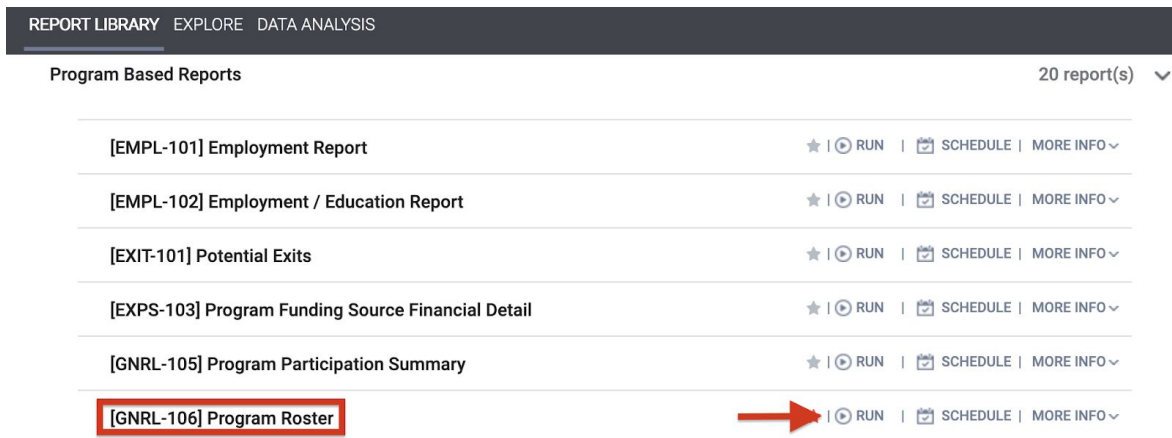 REPORT LIBRARY EXPLORE DATA ANALYSIS
Program Based Reports 20 report(s)
[EMPL-101] Employment Report | RUN | SCHEDULE | MORE INFO
[EMPL-102] Employment / Education Report | RUN | SCHEDULE | MORE INFO
[EXIT-101] Potential Exits | RUN | SCHEDULE | MORE INFO
[EXPS-103] Program Funding Source Financial Detail | RUN | SCHEDULE | MORE INFO
[GNRL-105] Program Participation Summary | RUN | SCHEDULE | MORE INFO
[GNRL-106] Program Roster | RUN | SCHEDULE | MORE INFO